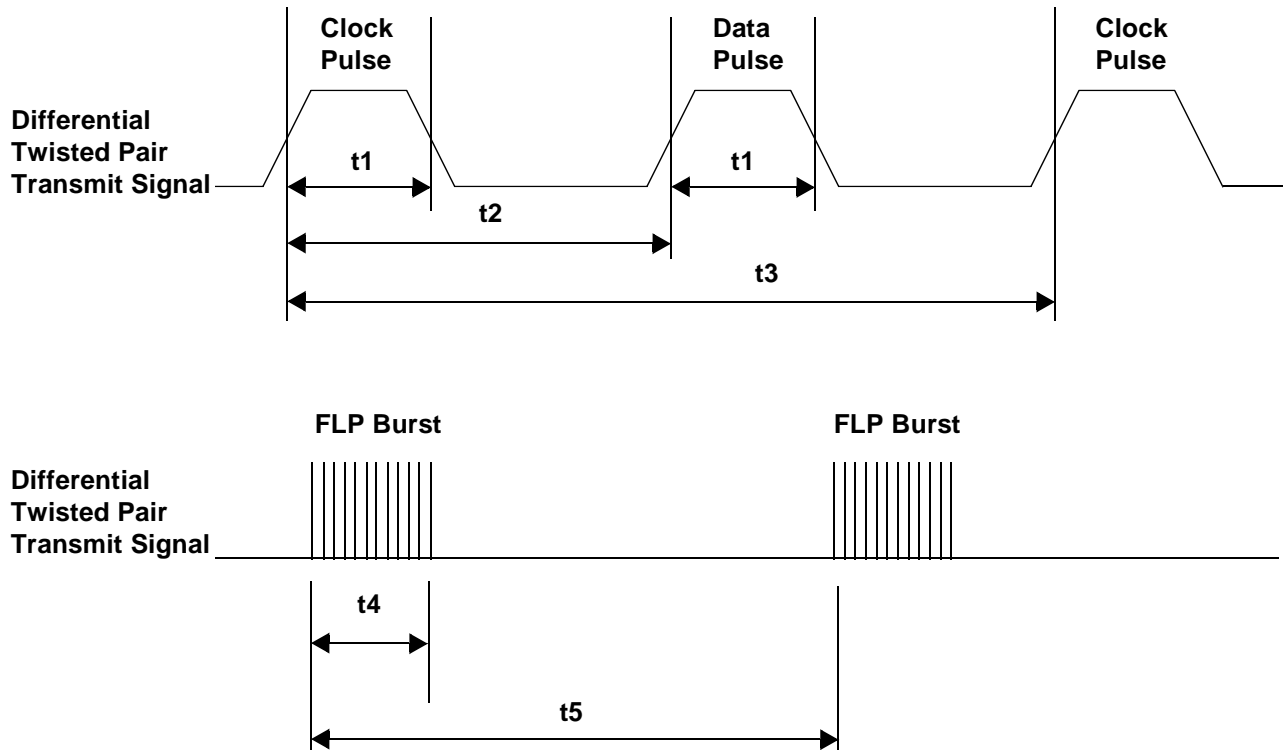 Clock
Pulse
Data
Pulse
Clock
Pulse
Differential
Twisted Pair
Transmit Signal
t1
t1
t2
t3
FLP Burst
FLP Burst
Differential
Twisted Pair
Transmit Signal
t4
t5